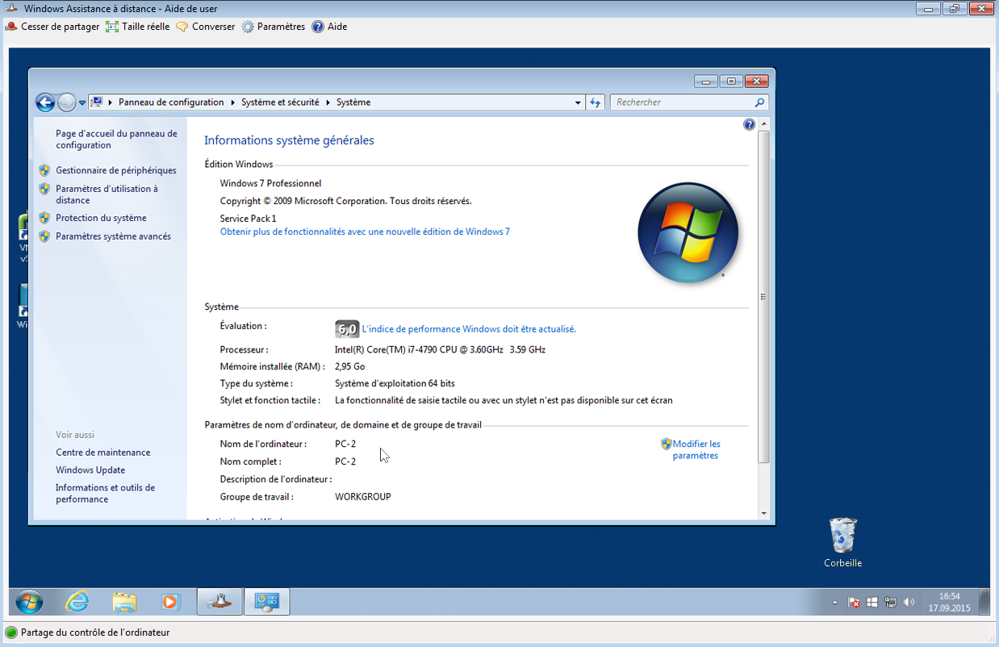 Windows Assistance à distance - Aide de user
Cesser de partager Taille réelle Converser Paramètres Aide
Panneau de configuration Système et sécurité Système
Rechercher
Page d'accueil du panneau de
configuration
Gestionnaire de périphériques
Paramètres d'utilisation à
distance
Protection du système
Paramètres système avancés
Voir aussi
Centre de maintenance
Windows Update
Informations et outils de
performance
Informations système générales
Édition Windows
Windows 7 Professionnel
Copyright © 2009 Microsoft Corporation. Tous droits réservés.
Service Pack 1
Obtenir plus de fonctionnalités avec une nouvelle édition de Windows 7
Système
Évaluation : 6,0 L'indice de performance Windows doit être actualisé.
Processeur : Intel(R) Core(TM) i7-4790 CPU @ 3.60GHz 3.59 GHz
Mémoire installée (RAM) : 2,95 Go
Type du système : Système d'exploitation 64 bits
Stylet et fonction tactile : La fonctionnalité de saisie tactile ou avec un stylet n'est pas disponible sur cet écran
Paramètres de nom d'ordinateur, de domaine et de groupe de travail
Nom de l'ordinateur : PC-2
Modifier les
paramètres
Nom complet : PC-2
Description de l'ordinateur :
Groupe de travail : WORKGROUP
Corbeille
16:54
17.09.2015
Partage du contrôle de l'ordinateur